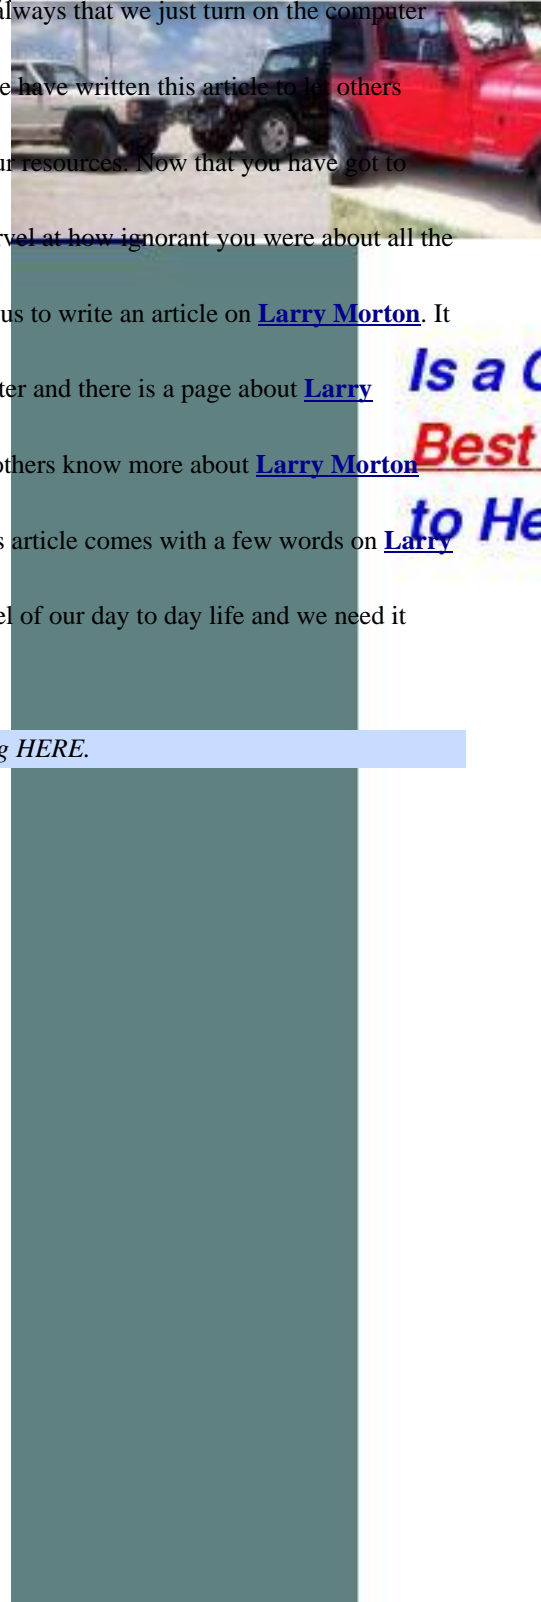 always that we just turn on the computer
e have written this article to let others
ur resources. Now that you have got to
rvel at how ignorant you were about all the
us to write an article on Larry Morton. It
ter and there is a page about Larry
others know more about Larry Morton
s article comes with a few words on Larry
el of our day to day life and we need it
g HERE.
Is a C
Best
to He